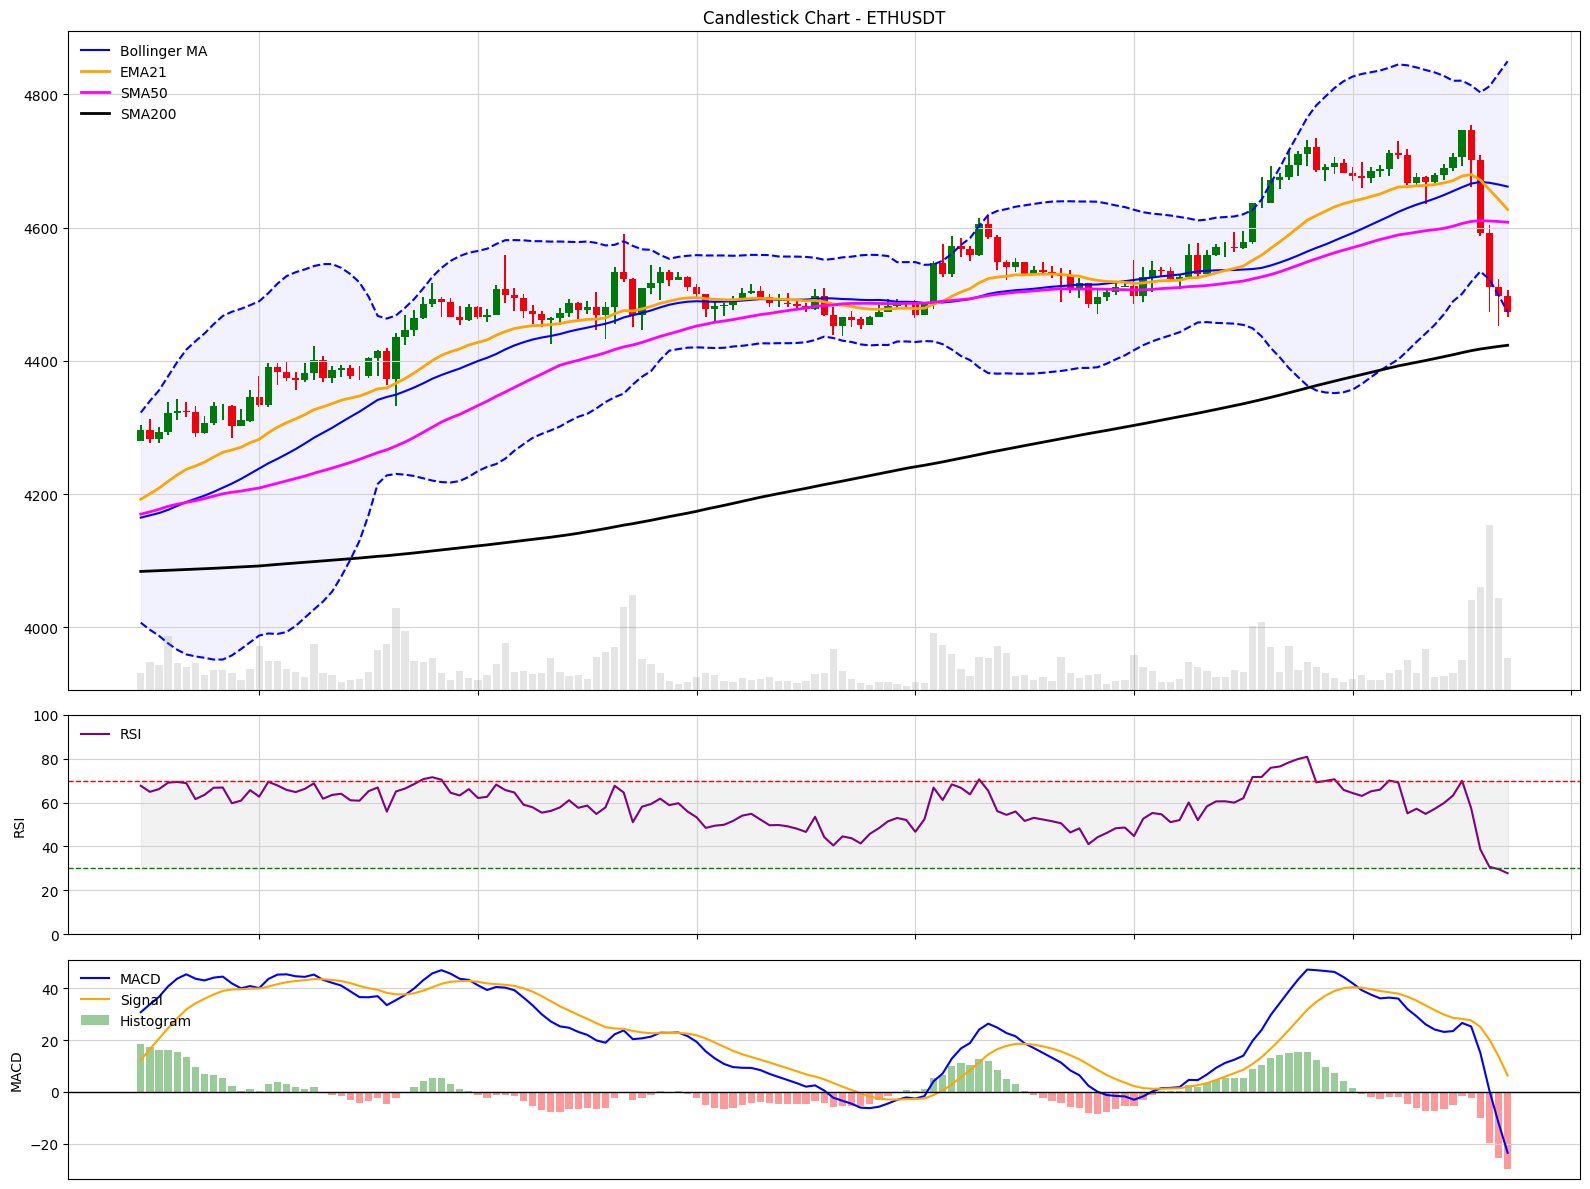 Candlestick Chart - ETHUSDT
Bollinger MA
EMA21
SMA50
SMA200
4800
4600
4400
4200
4000
RSI
100
80
60
40
20
0
RSI
MACD
Signal
Histogram
40
20
0
−20
MACD